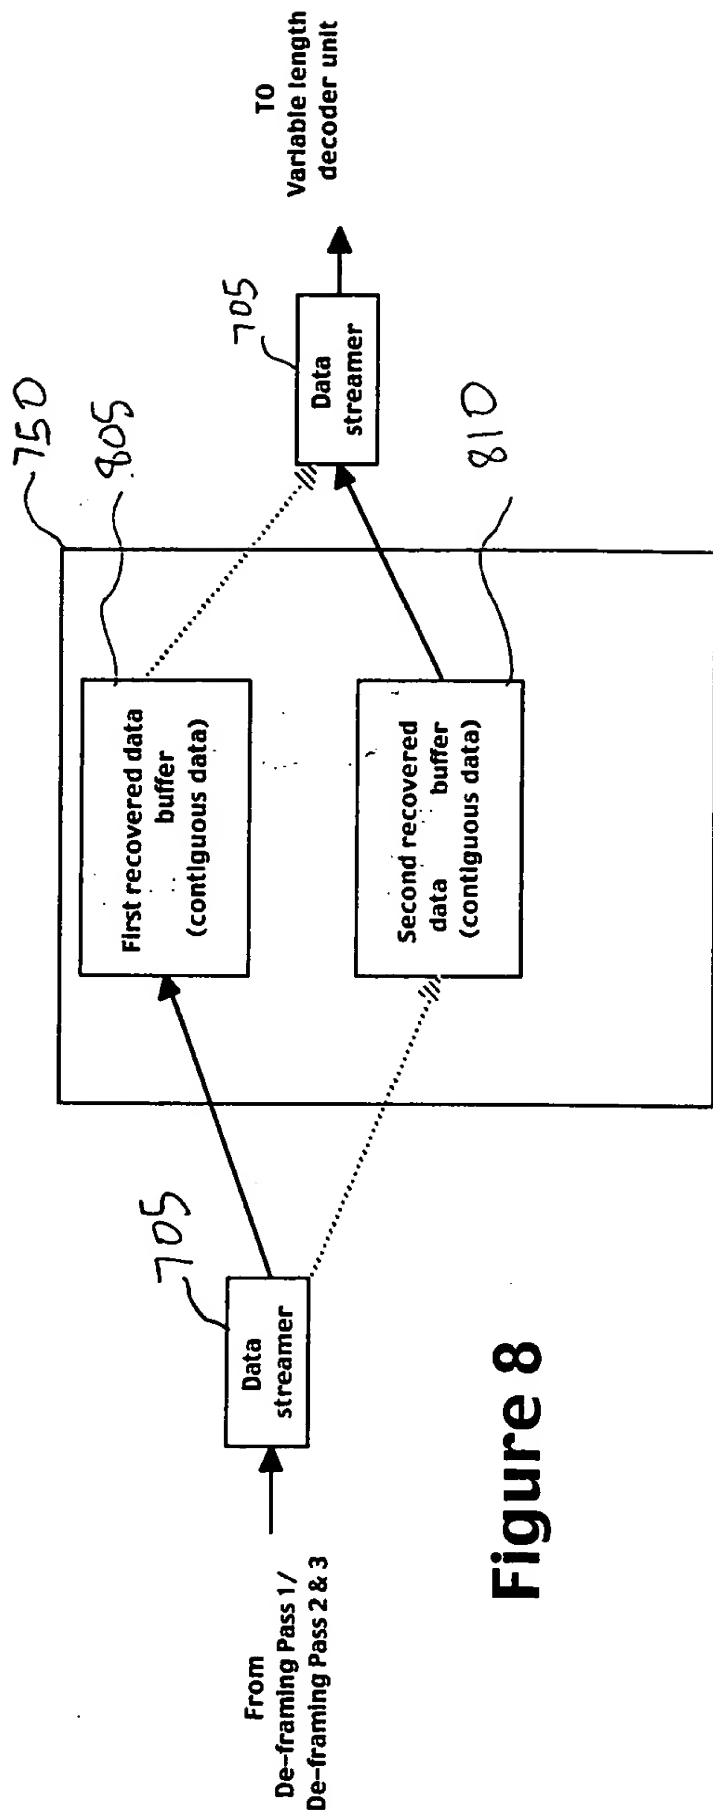 From
De-framing Pass 1/
De-framing Pass 2 & 3
Data
streamer
705
750
First recovered data
buffer
(contiguous data)
805
Second recovered
data buffer
(contiguous data)
810
Data
streamer
705
TO
Variable length
decoder unit
Figure 8